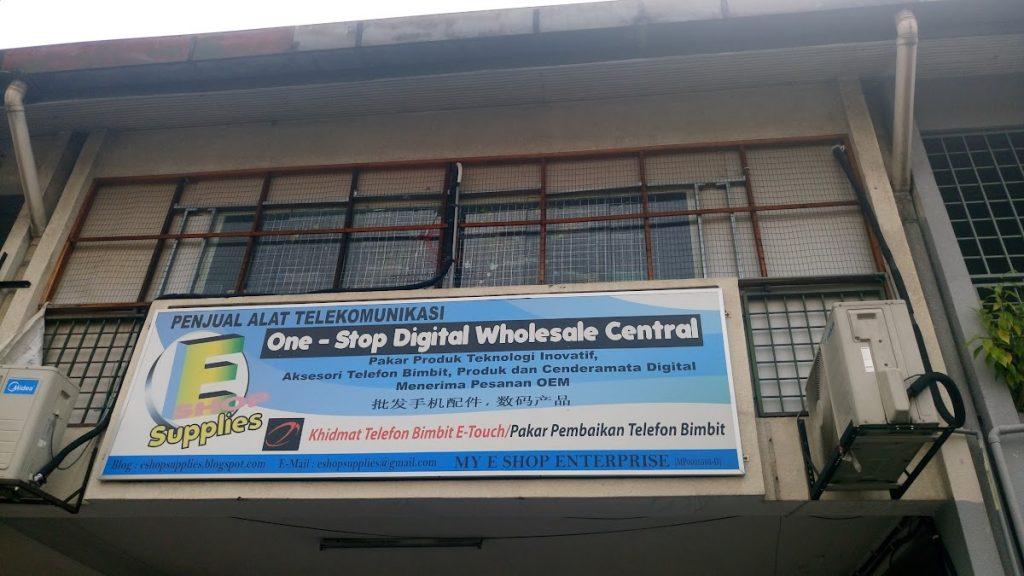 PENJUAL ALAT TELEKOMUNIKASI
One - Stop Digital Wholesale Central
Pakar Produk Teknologi Inovatif,
Aksesori Telefon Bimbit, Produk dan Cenderamata Digital
Menerima Pesanan OEM
批发手机配件, 数码产品
E
SHOP
Supplies
Khidmat Telefon Bimbit E-Touch/Pakar Pembaikan Telefon Bimbit
Blog : eshopsupplies.blogspot.com E-Mail : eshopsupplies@gmail.com MY E SHOP ENTERPRISE
Midea